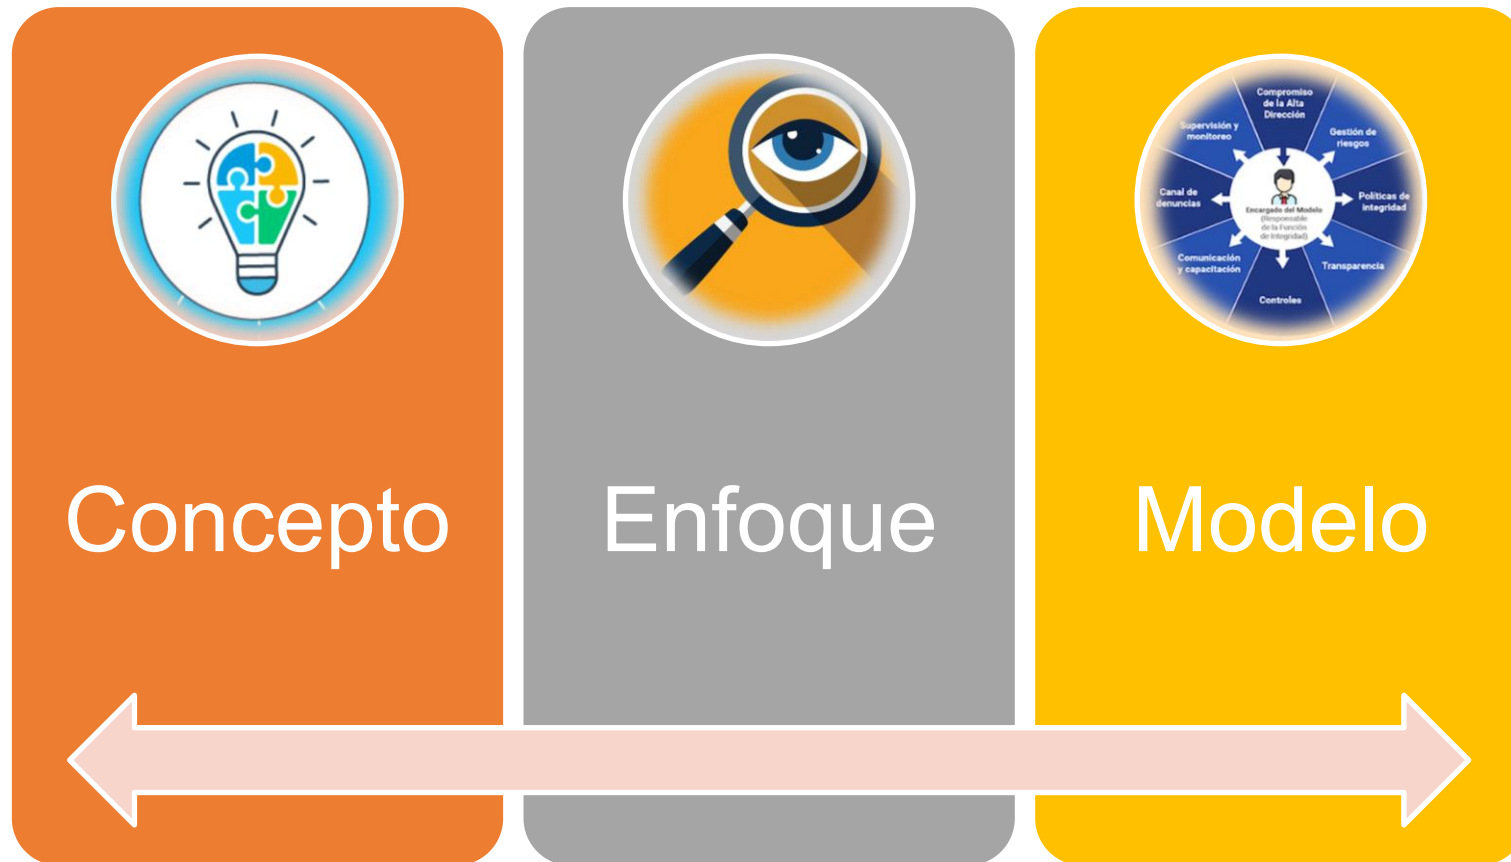 Concepto
Enfoque
Modelo
Compromiso
de la Alta
Dirección
Supervisión y
monitoreo
Gestión de
riesgos
Canal de
denuncias
Políticas de
integridad
Encargado del Modelo
(Responsable
de la Función
de Integridad)
Comunicación
y capacitación
Transparencia
Controles